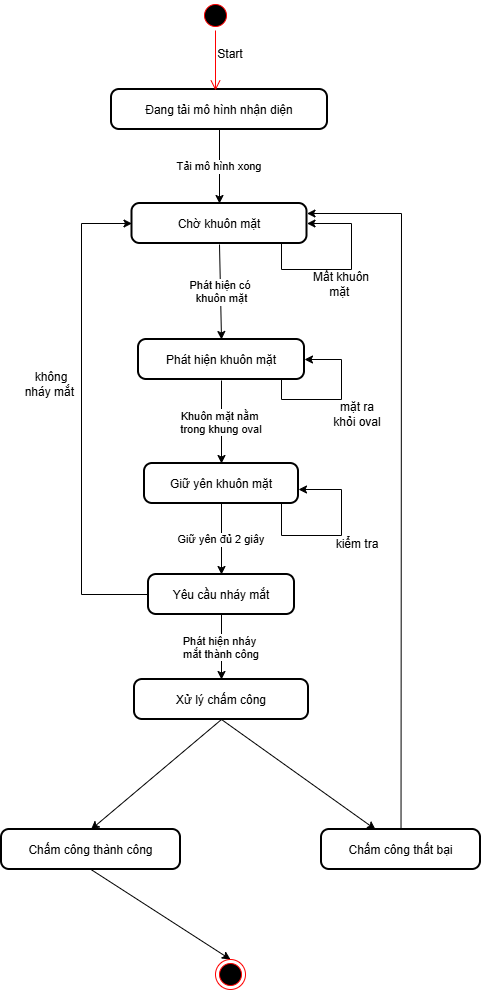 Start
Đang tải mô hình nhận diện
Tải mô hình xong
Chờ khuôn mặt
Mất khuôn
mặt
Phát hiện có
khuôn mặt
Phát hiện khuôn mặt
không
nháy mắt
mặt ra
khỏi oval
Khuôn mặt nằm
trong khung oval
Giữ yên khuôn mặt
Giữ yên đủ 2 giây
kiểm tra
Yêu cầu nháy mắt
Phát hiện nháy
mắt thành công
Xử lý chấm công
Chấm công thành công
Chấm công thất bại